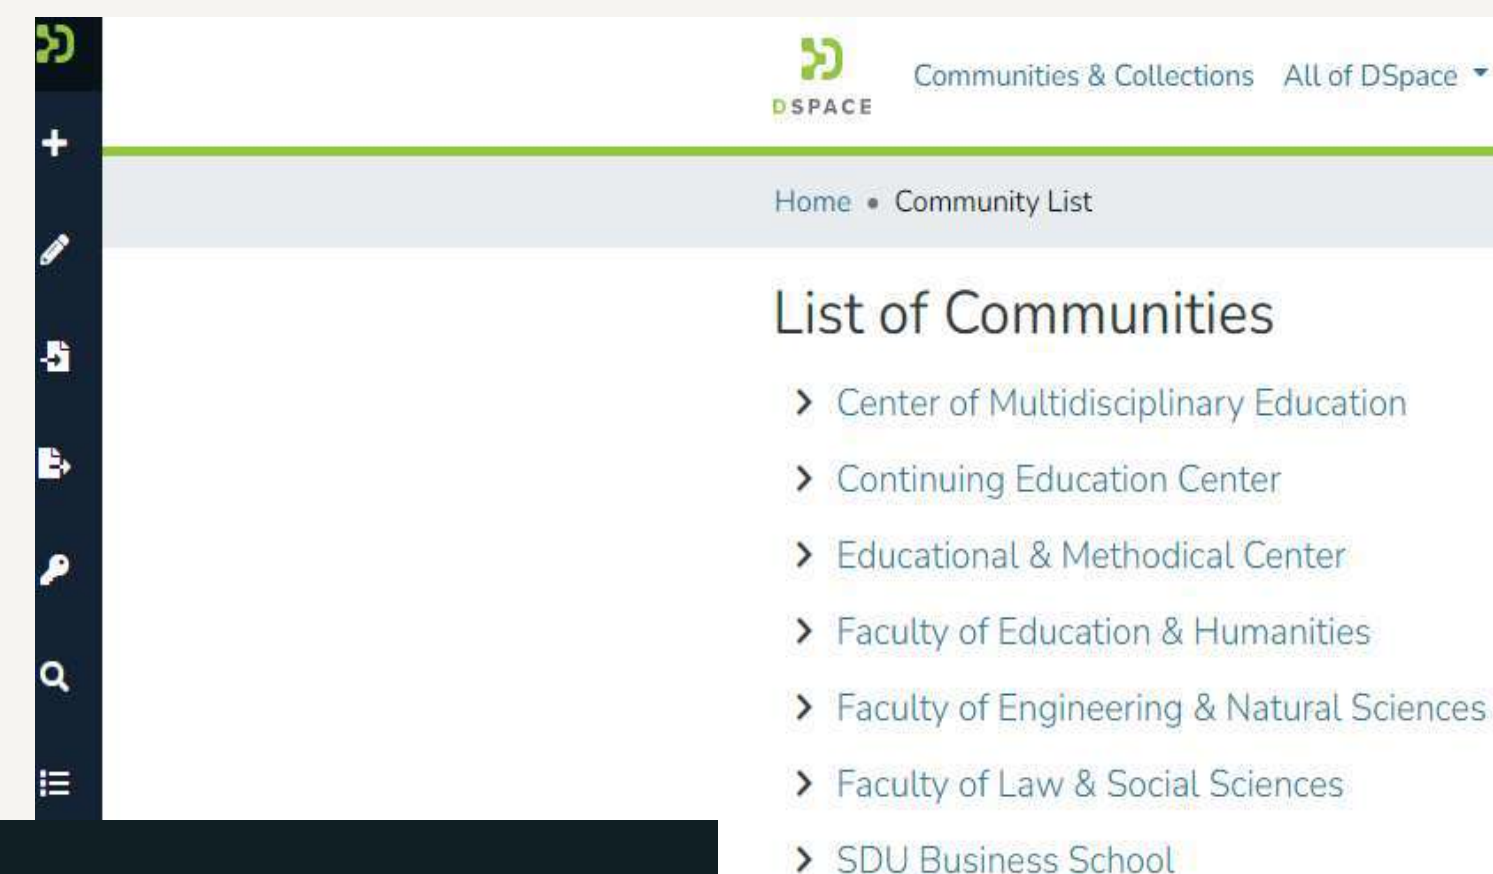 DSPACE
Communities & Collections All of DSpace
Home • Community List
List of Communities
Center of Multidisciplinary Education
Continuing Education Center
Educational & Methodical Center
Faculty of Education & Humanities
Faculty of Engineering & Natural Sciences
Faculty of Law & Social Sciences
SDU Business School